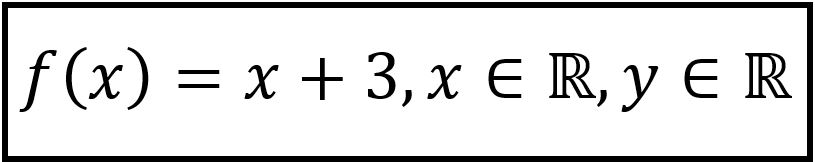 f(x) = x + 3, x ∈ ℝ, y ∈ ℝ